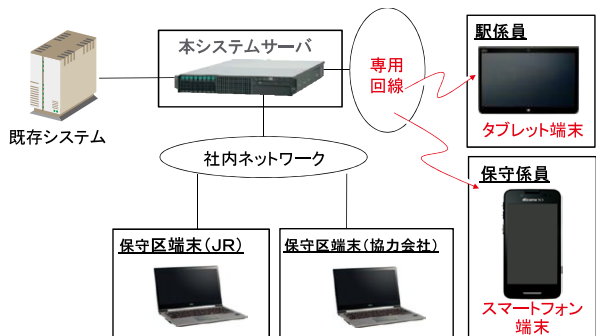 本システムサーバ
既存システム
専用
回線
駅係員
タブレット端末
社内ネットワーク
保守係員
docomo
スマートフォン
端末
保守区端末(JR)
保守区端末(協力会社)